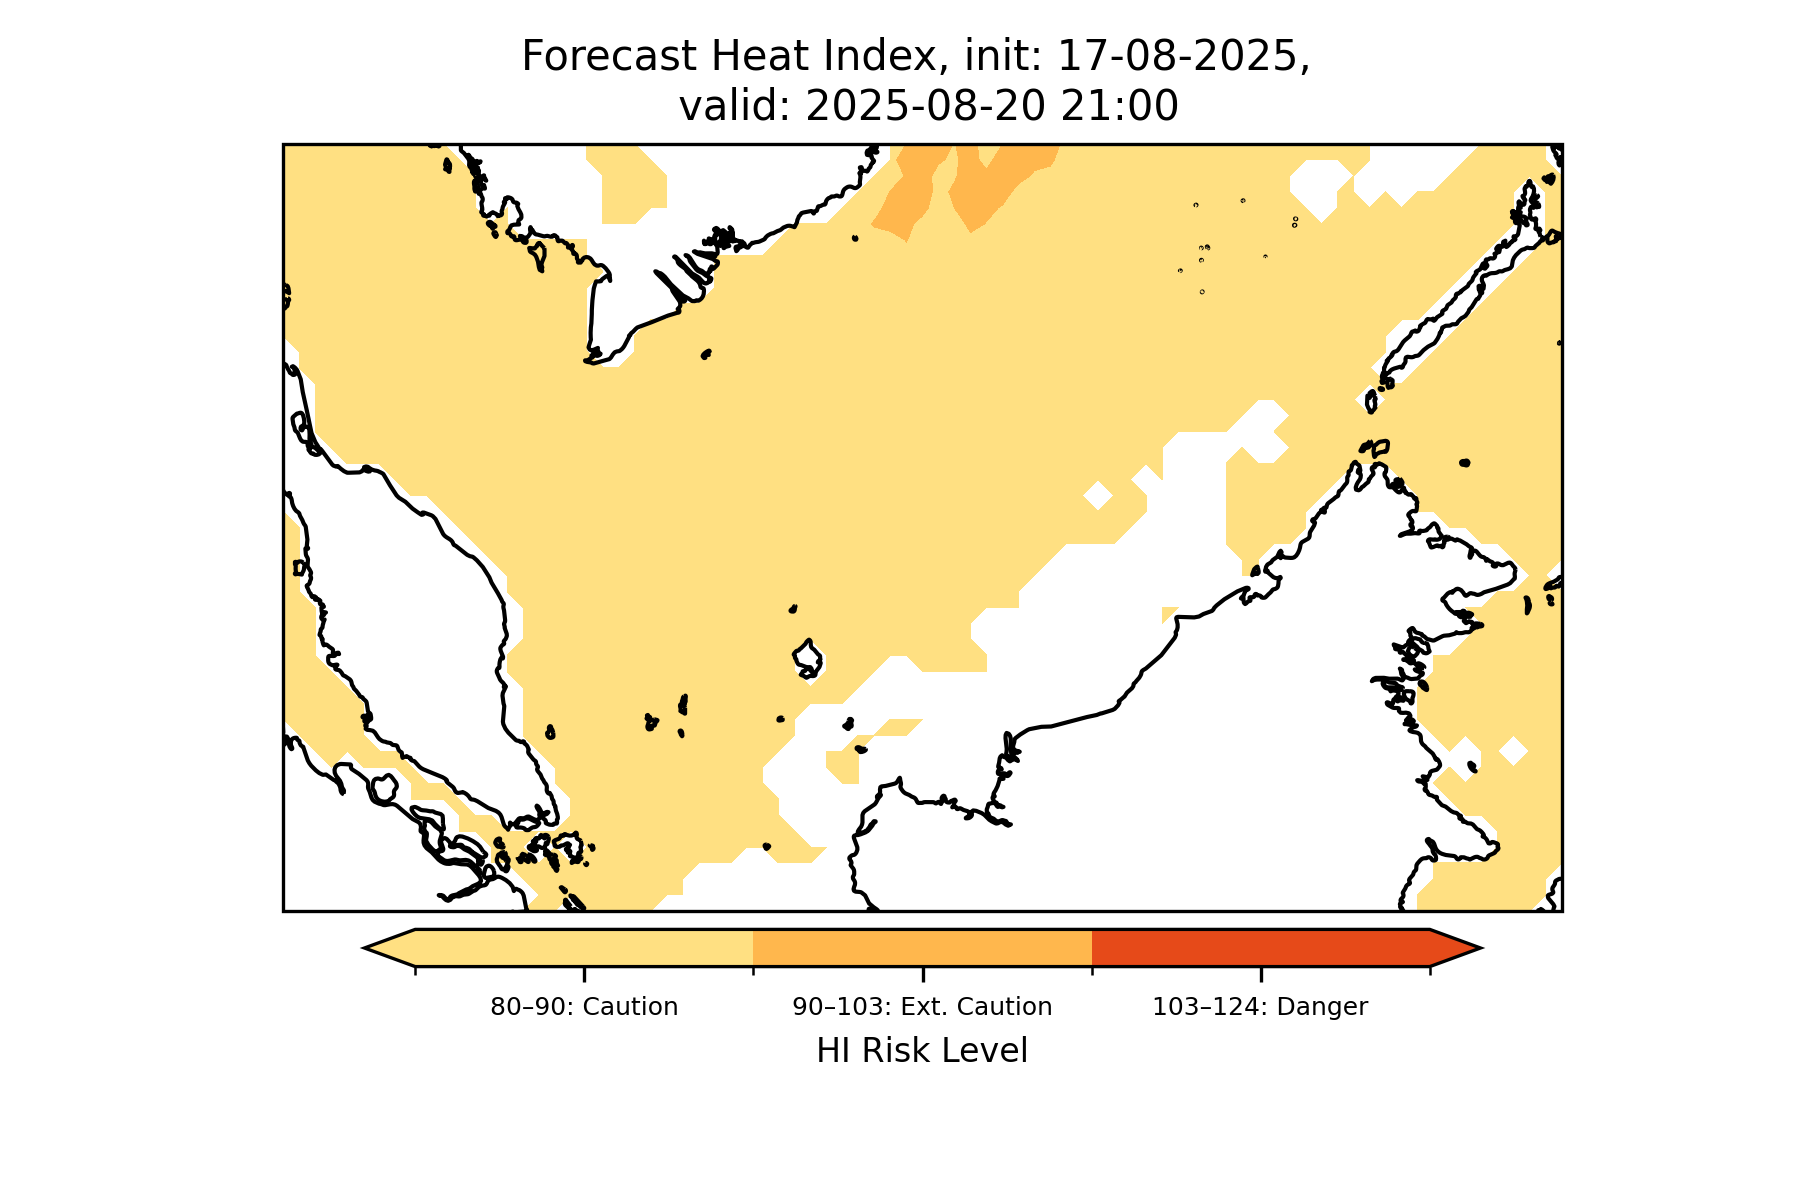 Forecast Heat Index, init: 17-08-2025,
valid: 2025-08-20 21:00
80–90: Caution
90–103: Ext. Caution
103–124: Danger
HI Risk Level